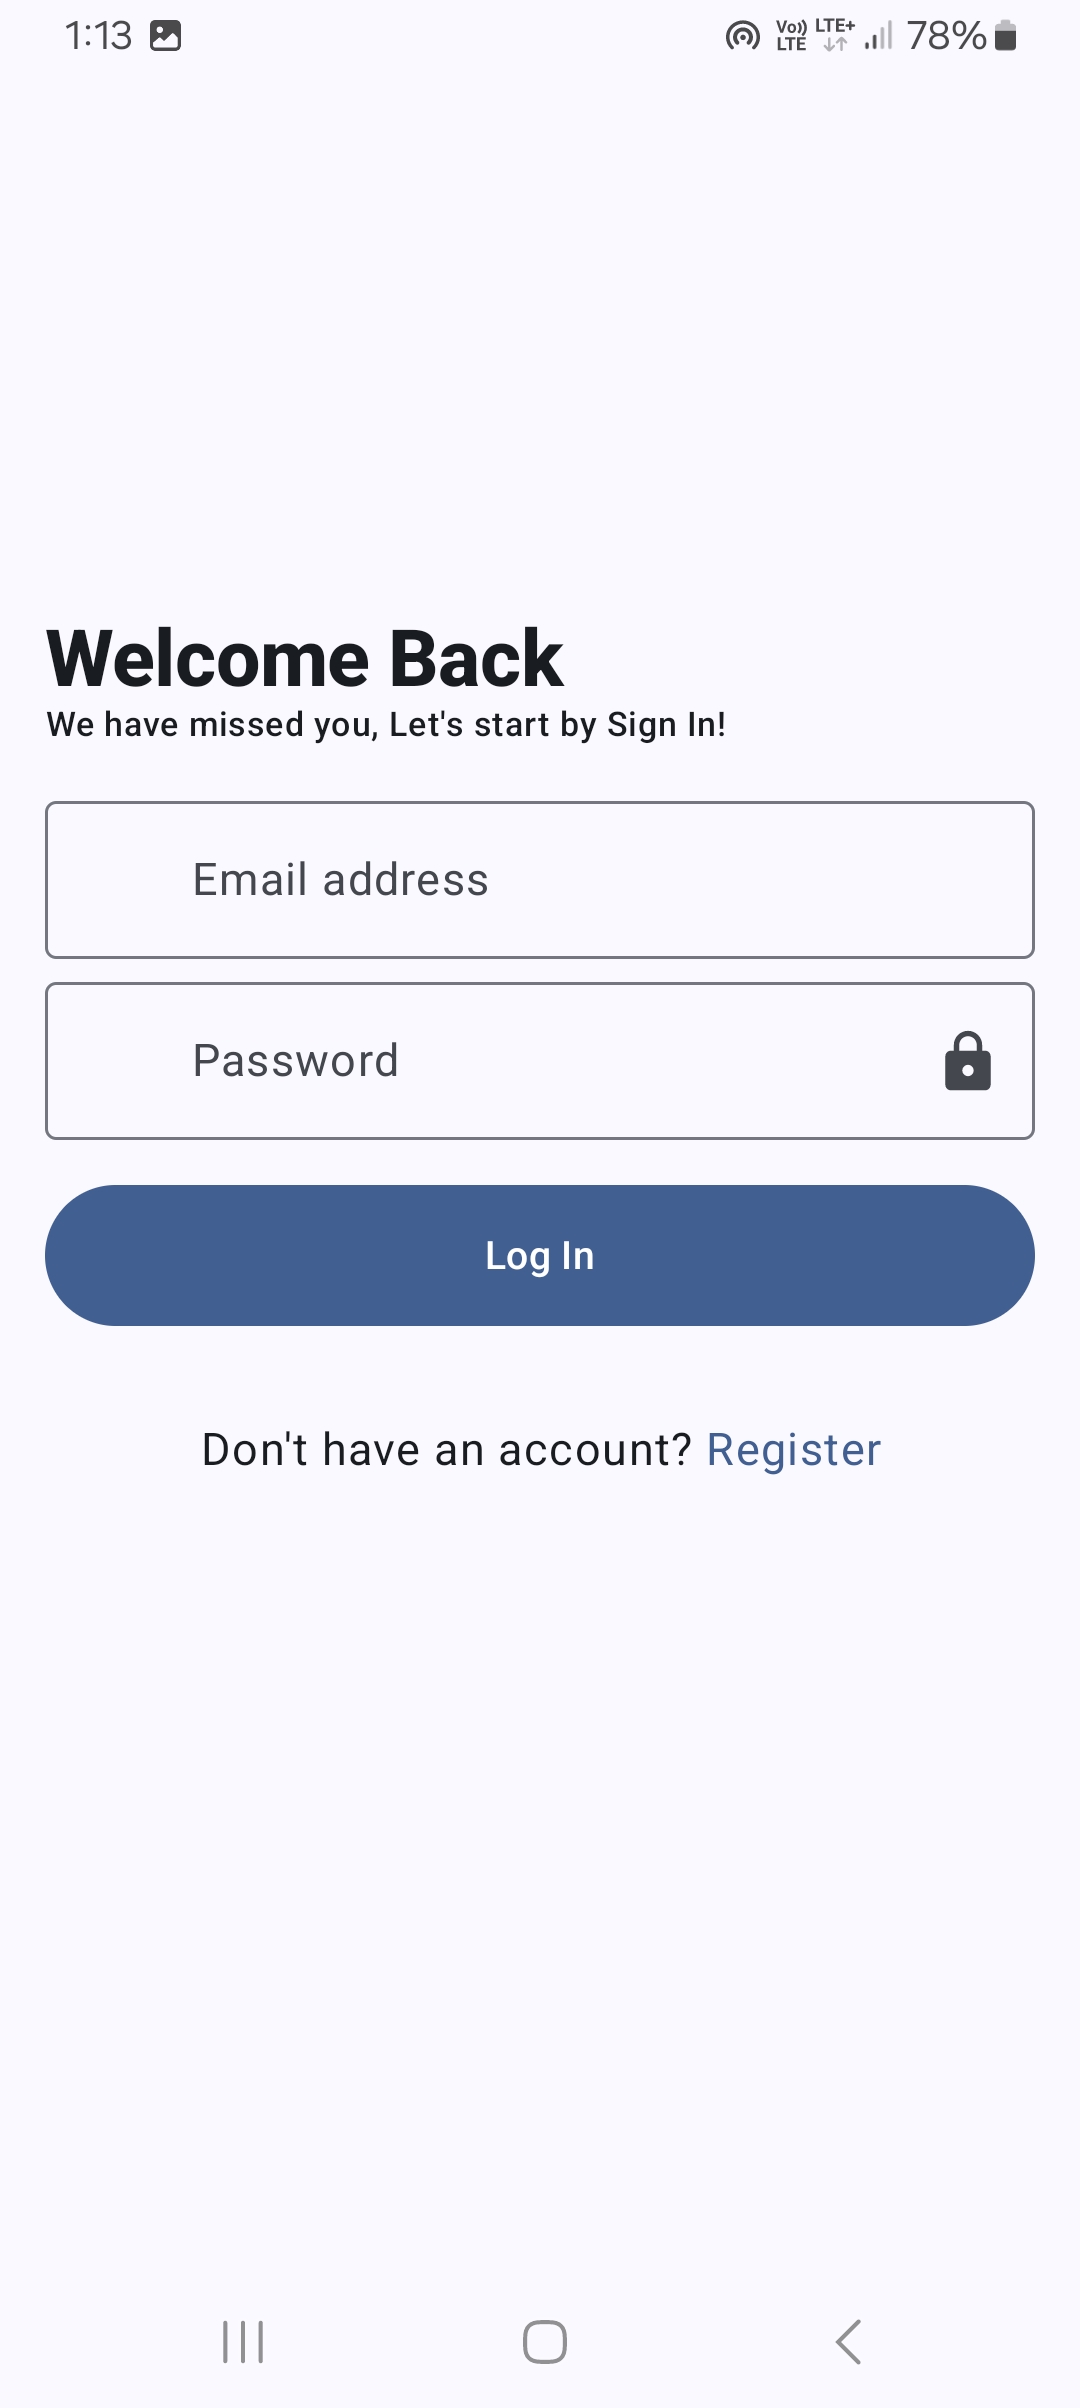 1:13 Vo)) LTE LTE+ 78%
Welcome Back
We have missed you, Let's start by Sign In!
Email address
Password
Log In
Don't have an account? Register